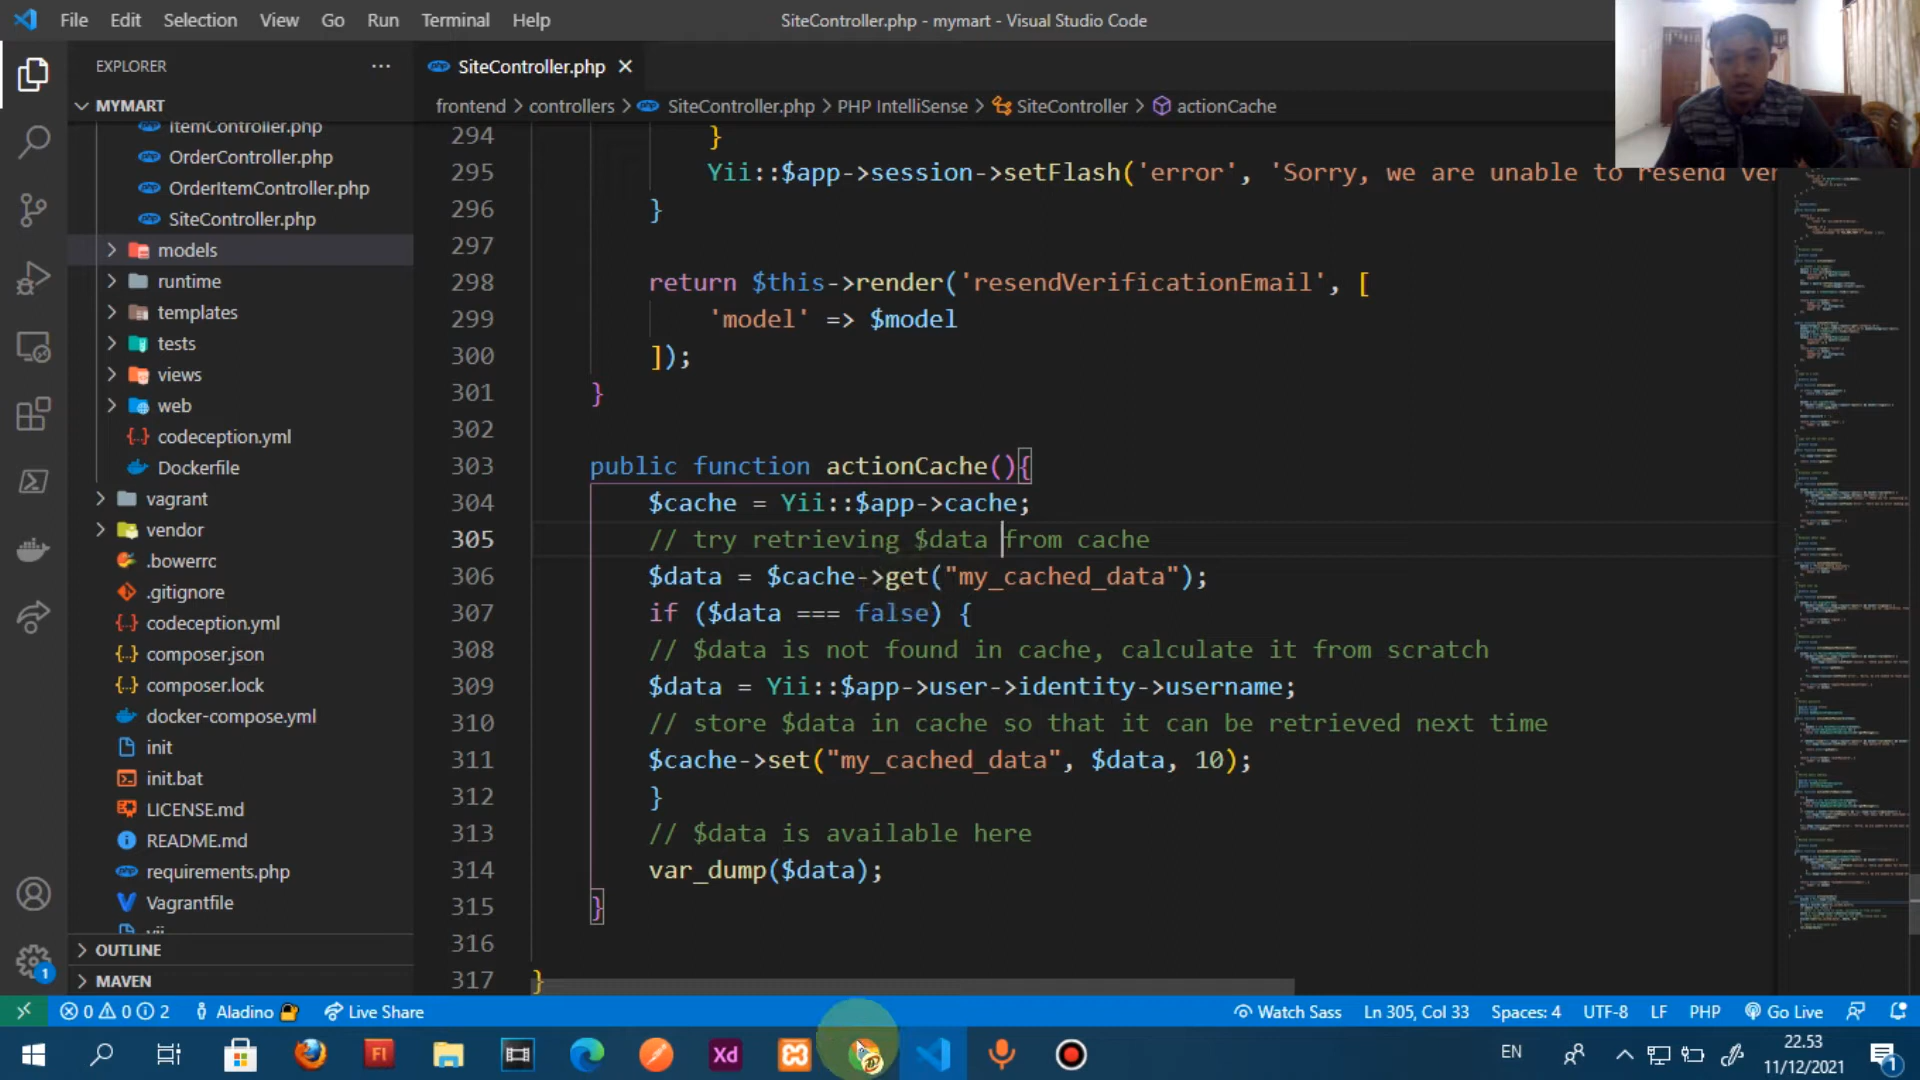 File Edit Selection View Go Run Terminal Help
SiteController.php - mymart - Visual Studio Code
EXPLORER
MYMART
ItemController.php
OrderController.php
OrderItemController.php
SiteController.php
models
runtime
templates
tests
views
web
codeception.yml
Dockerfile
vagrant
vendor
.bowerrc
.gitignore
codeception.yml
composer.json
composer.lock
docker-compose.yml
init
init.bat
LICENSE.md
README.md
requirements.php
Vagrantfile
OUTLINE
MAVEN
SiteController.php
frontend > controllers > SiteController.php > PHP IntelliSense > SiteController > actionCache
294 }
295 Yii::$app->session->setFlash('error', 'Sorry, we are unable to resend ver
296 }
297
298 return $this->render('resendVerificationEmail', [
299 'model' => $model
300 ]);
301 }
302
303 public function actionCache(){
304 $cache = Yii::$app->cache;
305 // try retrieving $data from cache
306 $data = $cache->get("my_cached_data");
307 if ($data === false) {
308 // $data is not found in cache, calculate it from scratch
309 $data = Yii::$app->user->identity->username;
310 // store $data in cache so that it can be retrieved next time
311 $cache->set("my_cached_data", $data, 10);
312 }
313 // $data is available here
314 var_dump($data);
315 }
316
317 }
1
0 0 2 Aladino Live Share
Watch Sass Ln 305, Col 33 Spaces: 4 UTF-8 LF PHP Go Live
Fl
Xd
EN
22.53
11/12/2021
1